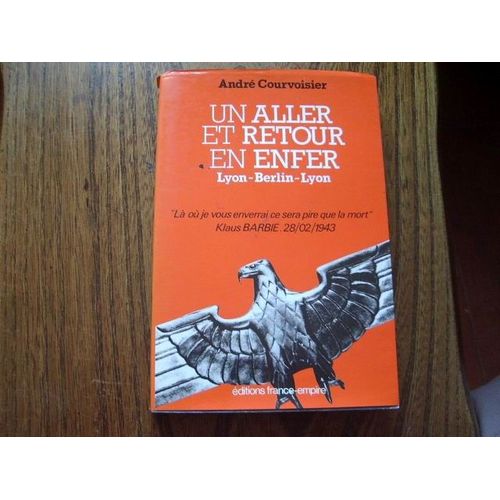 André Courvoisier
UN ALLER
ET RETOUR
EN ENFER
Lyon-Berlin-Lyon
"Là où je vous enverrai ce sera pire que la mort"
Klaus BARBIE. 28/02/1943
éditions france-empire